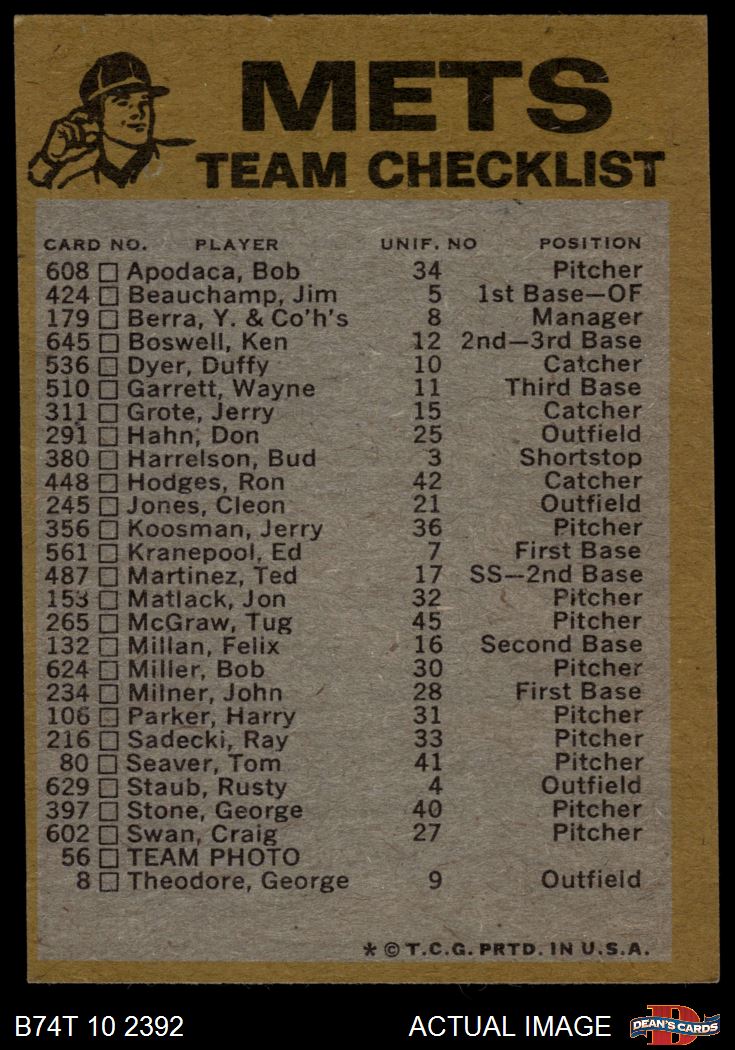 METS
TEAM CHECKLIST
CARD NO. PLAYER UNIF. NO POSITION
608 Apodaca, Bob 34 Pitcher
424 Beauchamp, Jim 5 1st Base—OF
179 Berra, Y. & Co'h's 8 Manager
645 Boswell, Ken 12 2nd—3rd Base
536 Dyer, Duffy 10 Catcher
510 Garrett, Wayne 11 Third Base
311 Grote, Jerry 15 Catcher
291 Hahn, Don 25 Outfield
380 Harrelson, Bud 3 Shortstop
448 Hodges, Ron 42 Catcher
245 Jones, Cleon 21 Outfield
356 Koosman, Jerry 36 Pitcher
561 Kranepool, Ed 7 First Base
487 Martinez, Ted 17 SS—2nd Base
153 Matlack, Jon 32 Pitcher
265 McGraw, Tug 45 Pitcher
132 Millan, Felix 16 Second Base
624 Miller, Bob 30 Pitcher
234 Milner, John 28 First Base
106 Parker, Harry 31 Pitcher
216 Sadecki, Ray 33 Pitcher
80 Seaver, Tom 41 Pitcher
629 Staub, Rusty 4 Outfield
397 Stone, George 40 Pitcher
602 Swan, Craig 27 Pitcher
56 TEAM PHOTO
8 Theodore, George 9 Outfield
* © T.C.G. PRTD. IN U.S.A.
B74T 10 2392 ACTUAL IMAGE DEAN'S CARDS